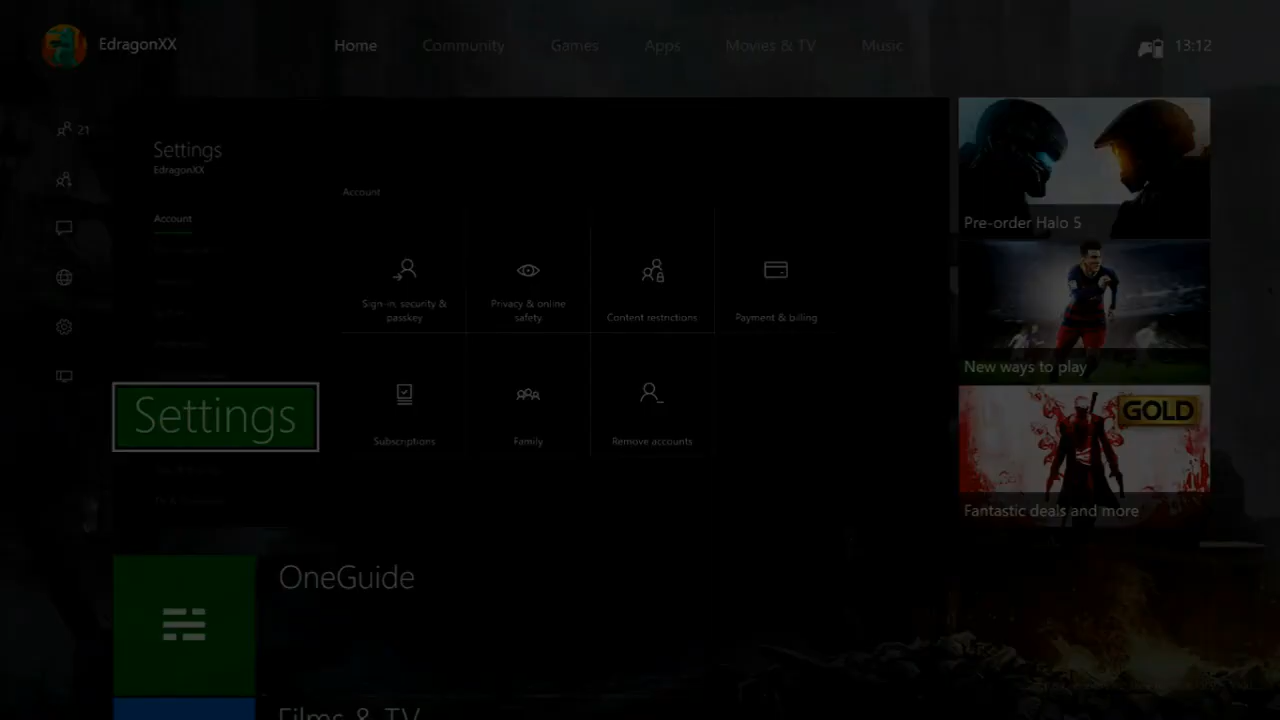 EdragonXX
Home
Community
Games
Apps
Movies & TV
Music
13:12
21
Settings
EdragonXX
Account
Account
Sign-in, security &
passkey
Privacy & online
safety
Content restrictions
Payment & billing
Subscriptions
Family
Remove accounts
Settings
Pre-order Halo 5
New ways to play
GOLD
Fantastic deals and more
OneGuide
Films & TV